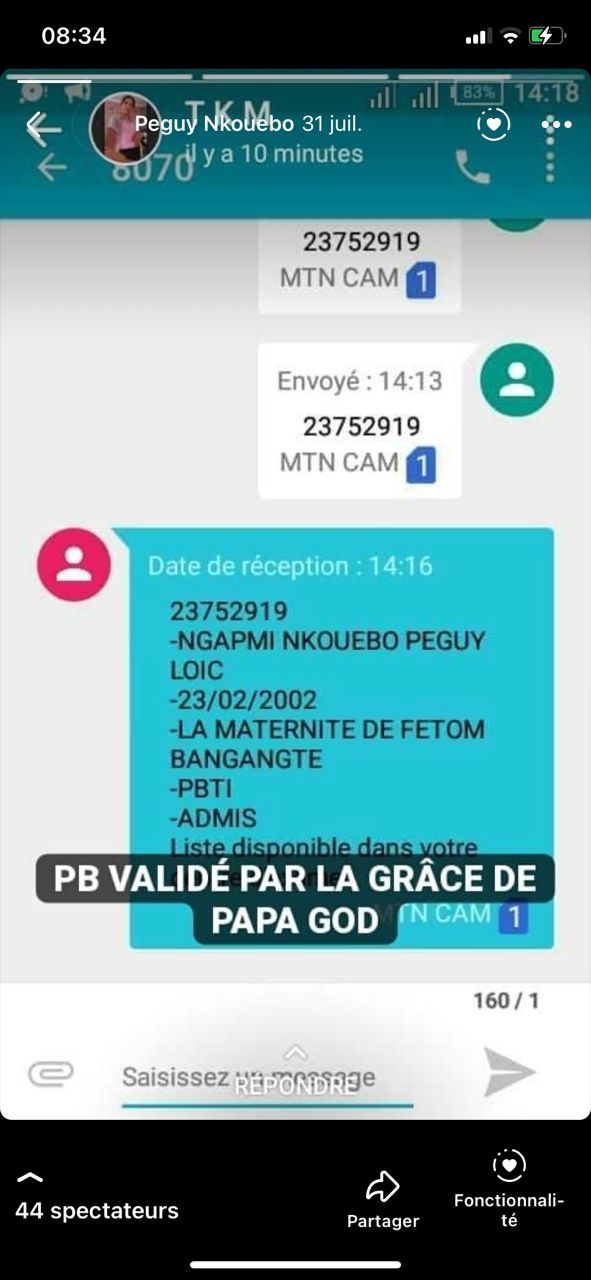 08:34
83% 14:18
T.K.M
Peguy Nkouebo 31 juil.
il y a 10 minutes
8070
23752919
MTN CAM 1
Envoyé : 14:13
23752919
MTN CAM 1
Date de réception : 14:16
23752919
-NGAPMI NKOUEBO PEGUY
LOIC
-23/02/2002
-LA MATERNITE DE FETOM
BANGANGTE
-PBTI
-ADMIS
Liste disponible dans votre
PB VALIDÉ PAR LA GRÂCE DE
PAPA GOD
MTN CAM 1
160 / 1
Saisissez un message
RÉPONDRE
44 spectateurs
Partager
Fonctionnali-
té